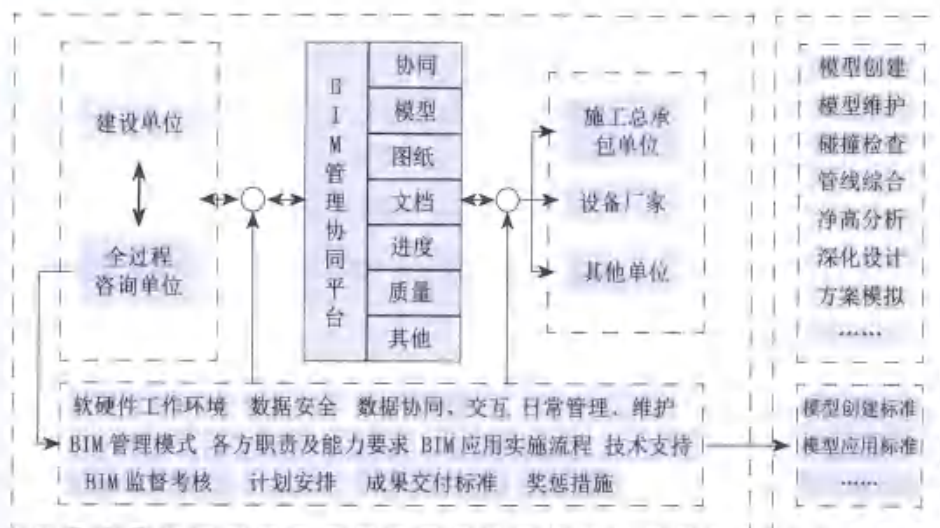 建设单位
全过程
咨询单位
BIM管理协同平台
协同
模型
图纸
文档
进度
质量
其他
施工总承
包单位
设备厂家
其他单位
模型创建
模型维护
碰撞检查
管线综合
净高分析
深化设计
方案模拟
……
软硬件工作环境 数据安全 数据协同、交互 日常管理、维护
BIM管理模式 各方职责及能力要求 BIM应用实施流程 技术支持
BIM监督考核 计划安排 成果交付标准 奖惩措施
模型创建标准
模型应用标准
……